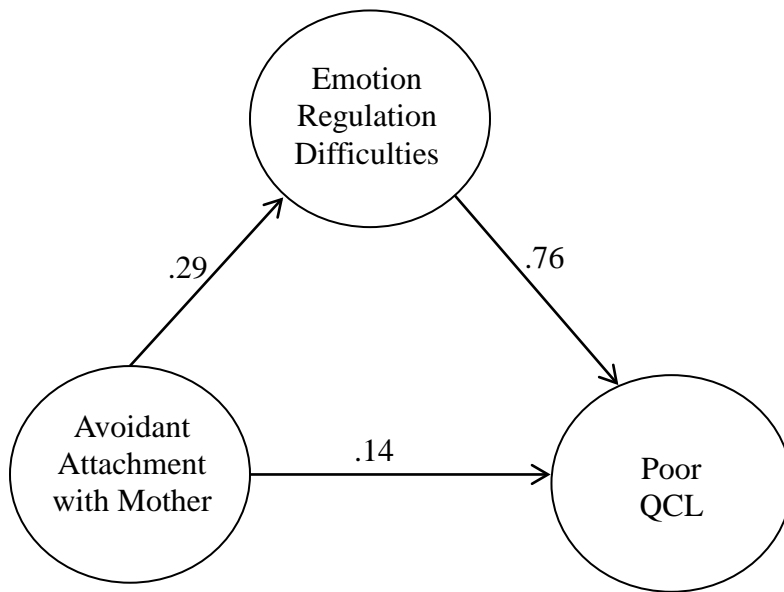 Emotion
Regulation
Difficulties
.29
.76
Avoidant
Attachment
with Mother
.14
Poor
QCL